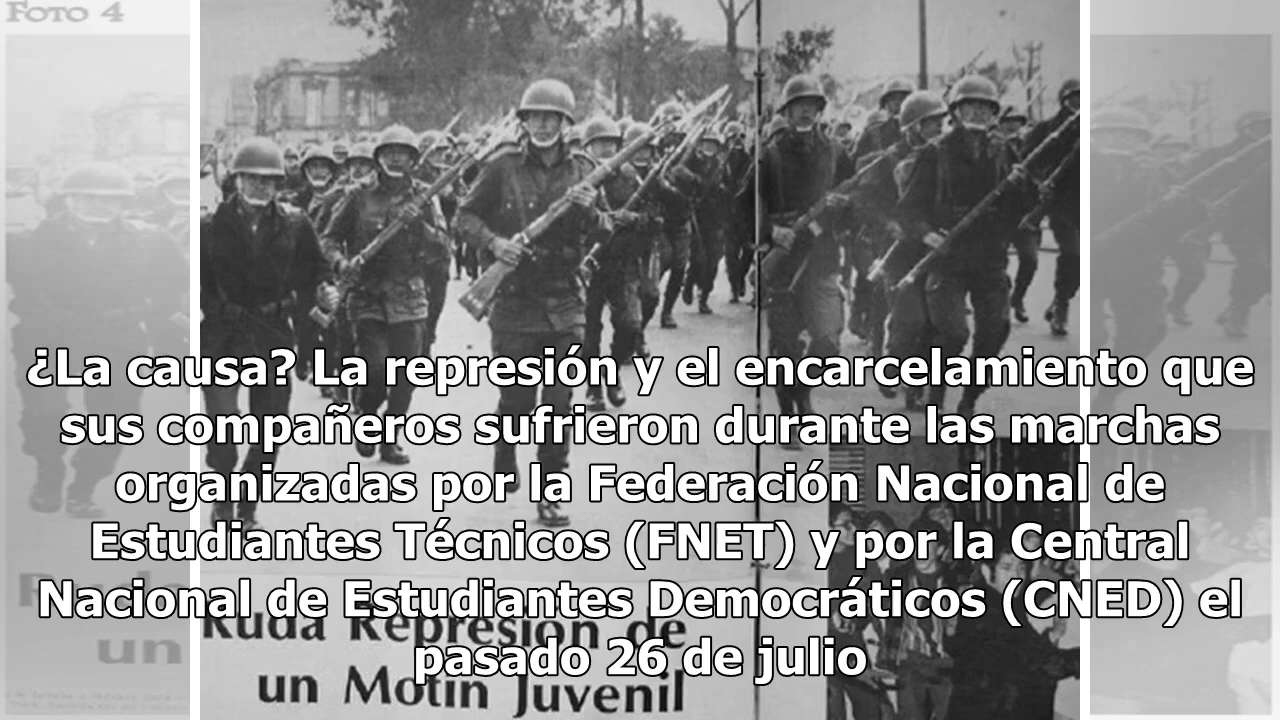 FOTO 4
¿La causa? La represión y el encarcelamiento que
sus compañeros sufrieron durante las marchas
organizadas por la Federación Nacional de
Estudiantes Técnicos (FNET) y por la Central
Nacional de Estudiantes Democráticos (CNED) el
pasado 26 de julio
Ruda Represión de
un Motín Juvenil